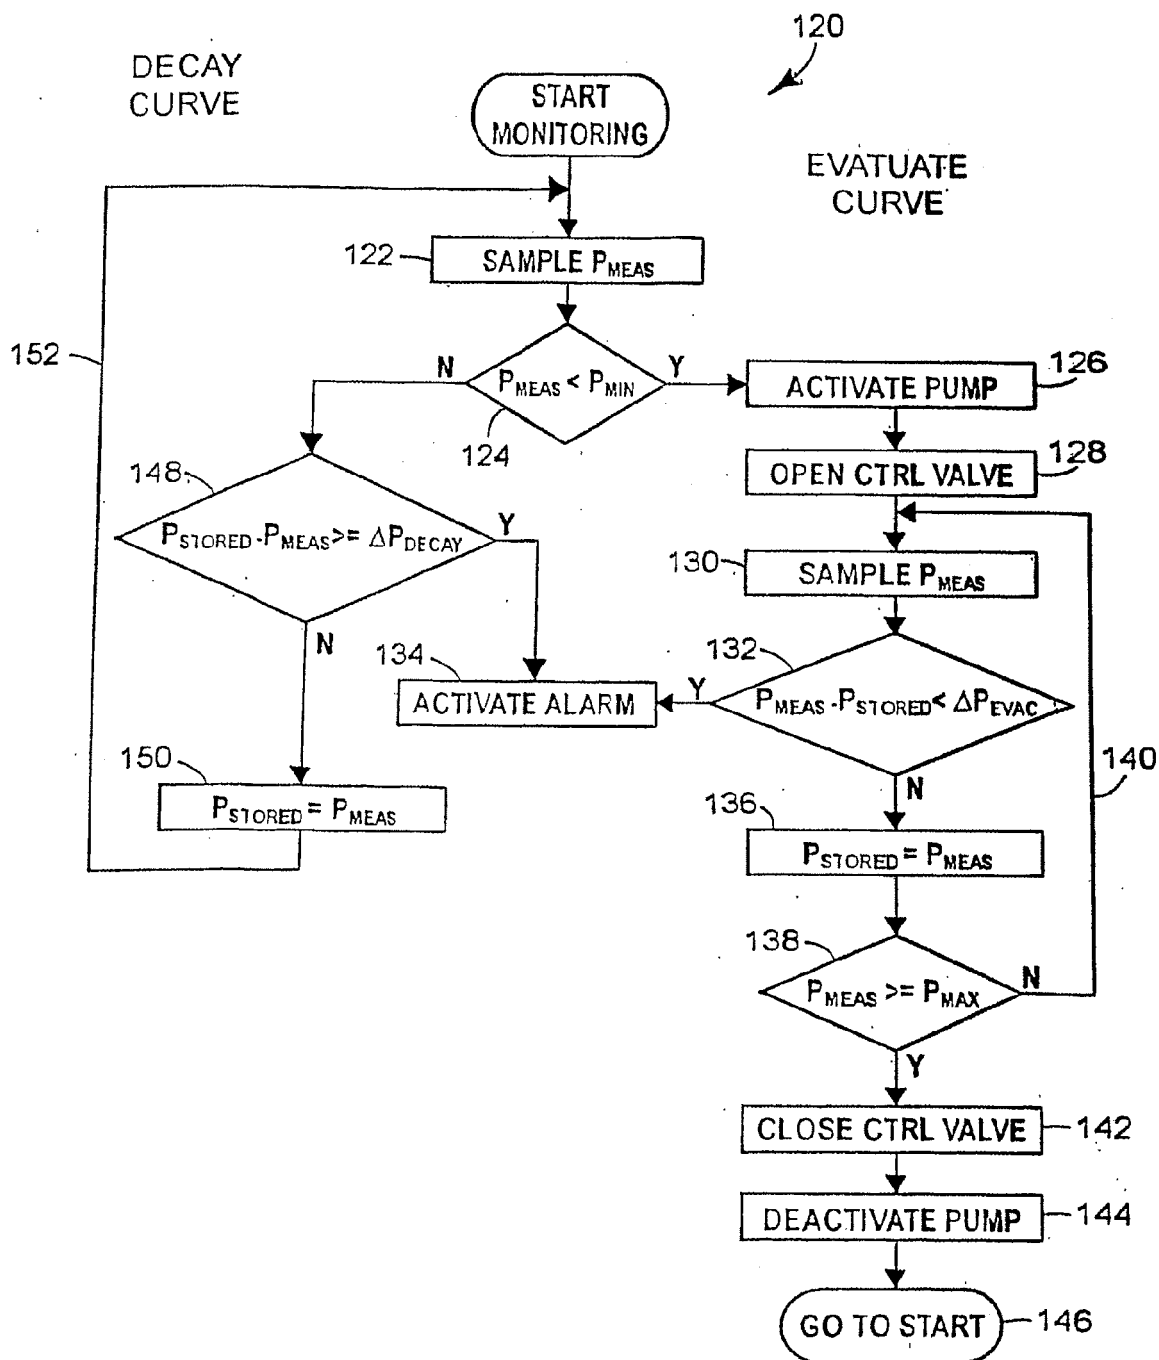 120
DECAY
CURVE
START
MONITORING
EVATUATE
CURVE
122
SAMPLE PMEAS
152
N
PMEAS < PMIN
Y
124
126
ACTIVATE PUMP
128
OPEN CTRL VALVE
148
PSTORED-PMEAS>= ΔPDECAY
Y
N
130
SAMPLE PMEAS
132
PMEAS-PSTORED< ΔPEVAC
Y
N
134
ACTIVATE ALARM
140
150
PSTORED = PMEAS
136
PSTORED = PMEAS
138
PMEAS >= PMAX
N
Y
CLOSE CTRL VALVE
142
DEACTIVATE PUMP
144
GO TO START
146